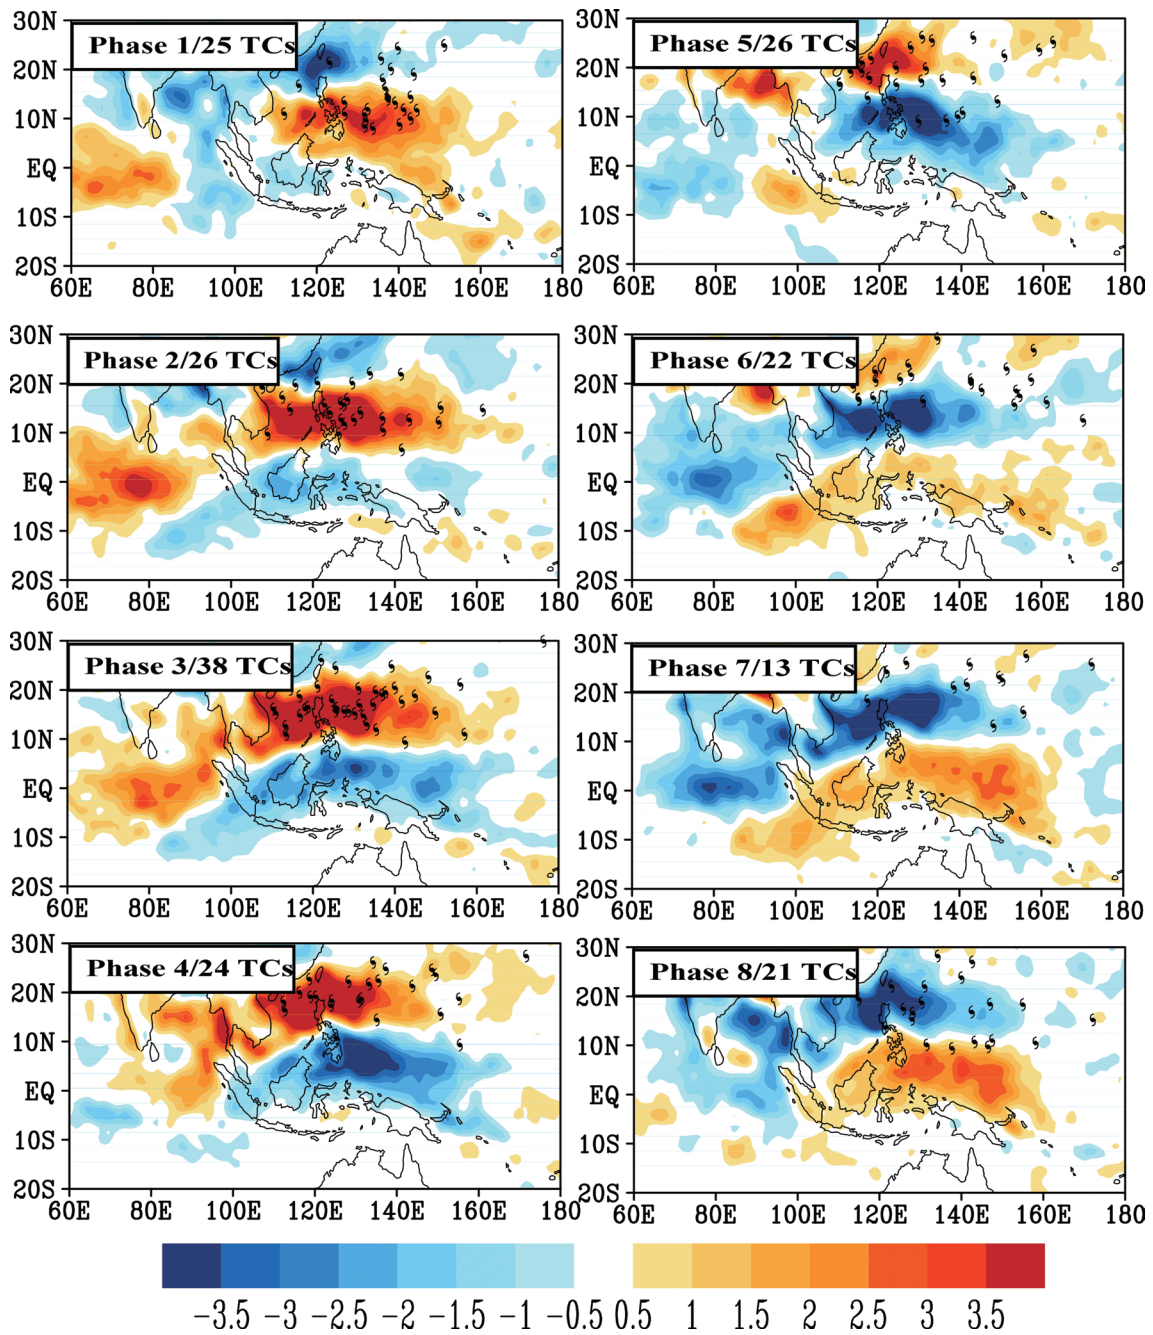 Phase 1/25 TCs
30N
20N
10N
EQ
10S
20S
60E 80E 100E 120E 140E 160E 180
Phase 5/26 TCs
30N
20N
10N
EQ
10S
20S
60E 80E 100E 120E 140E 160E 180
Phase 2/26 TCs
30N
20N
10N
EQ
10S
20S
60E 80E 100E 120E 140E 160E 180
Phase 6/22 TCs
30N
20N
10N
EQ
10S
20S
60E 80E 100E 120E 140E 160E 180
Phase 3/38 TCs
30N
20N
10N
EQ
10S
20S
60E 80E 100E 120E 140E 160E 180
Phase 7/13 TCs
30N
20N
10N
EQ
10S
20S
60E 80E 100E 120E 140E 160E 180
Phase 4/24 TCs
30N
20N
10N
EQ
10S
20S
60E 80E 100E 120E 140E 160E 180
Phase 8/21 TCs
30N
20N
10N
EQ
10S
20S
60E 80E 100E 120E 140E 160E 180
−3.5 −3 −2.5 −2 −1.5 −1 −0.5 0.5 1 1.5 2 2.5 3 3.5